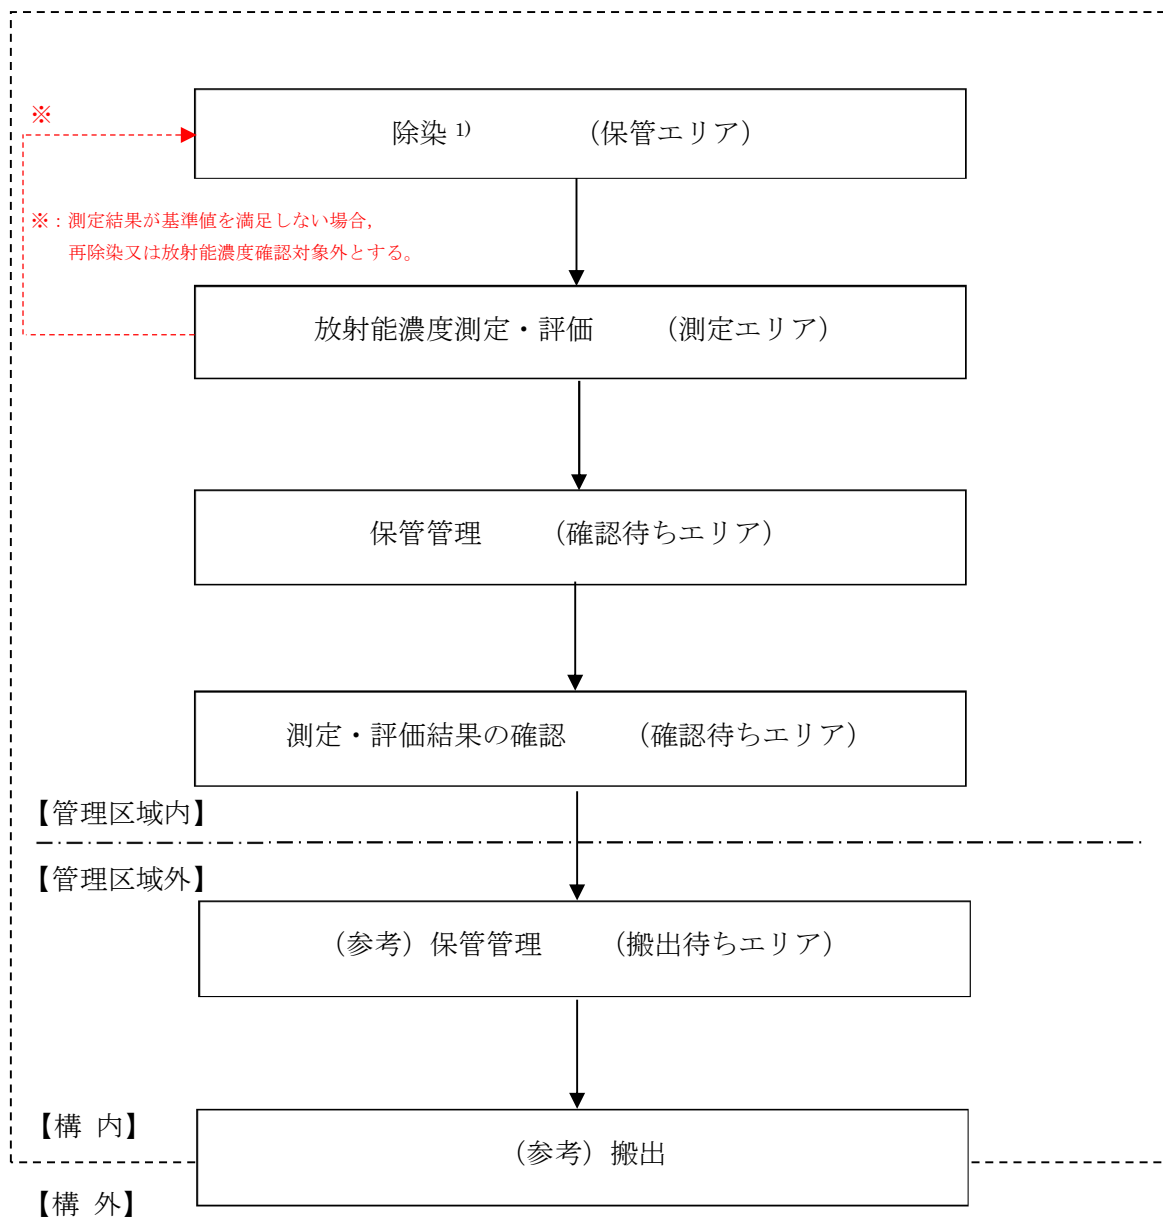 ※
除染 1) （保管エリア）
※：測定結果が基準値を満足しない場合，
再除染又は放射能濃度確認対象外とする。
放射能濃度測定・評価 （測定エリア）
保管管理 （確認待ちエリア）
測定・評価結果の確認 （確認待ちエリア）
【管理区域内】
【管理区域外】
（参考）保管管理 （搬出待ちエリア）
【構 内】
（参考）搬出
【構 外】